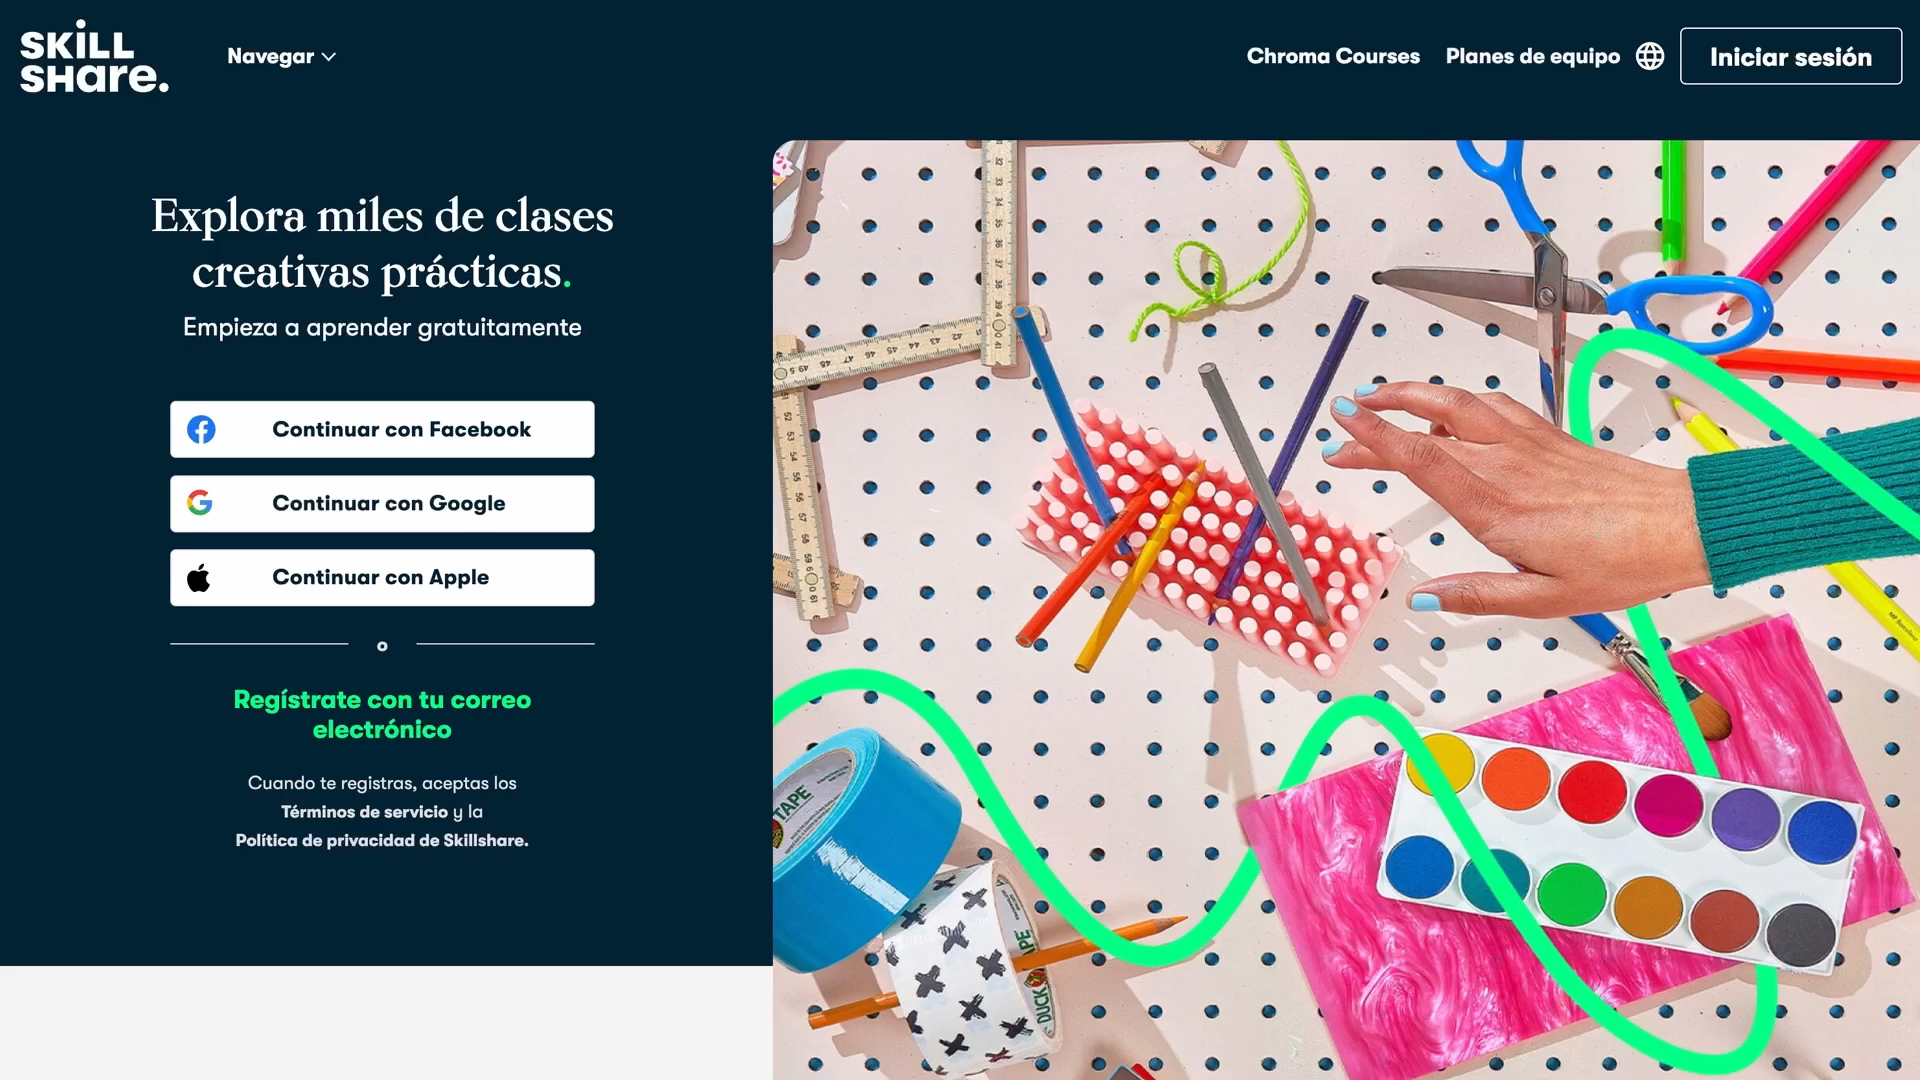 SKILL
SHare.
Navegar
Chroma Courses
Planes de equipo
Iniciar sesión
Explora miles de clases
creativas prácticas.
Empieza a aprender gratuitamente
Continuar con Facebook
Continuar con Google
Continuar con Apple
o
Regístrate con tu correo
electrónico
Cuando te registras, aceptas los
Términos de servicio y la
Política de privacidad de Skillshare.
TAPE
DUCK TAPE